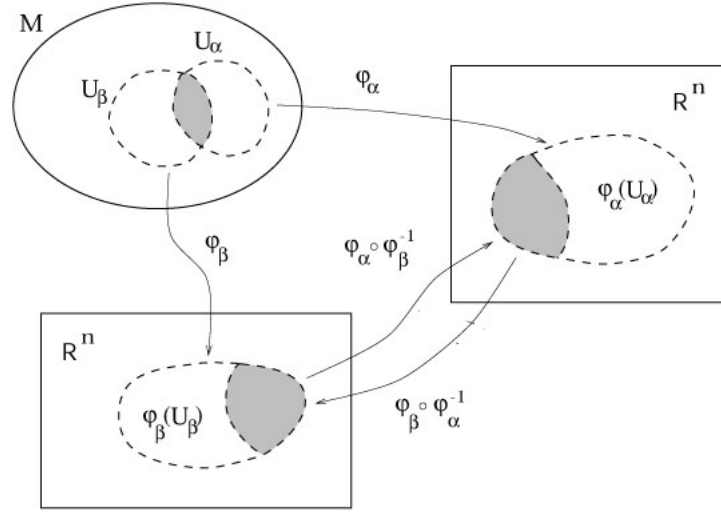 M
U_α
U_β
φ_α
R^n
φ_α(U_α)
φ_β
φ_α∘φ_β^{-1}
R^n
φ_β(U_β)
φ_β∘φ_α^{-1}